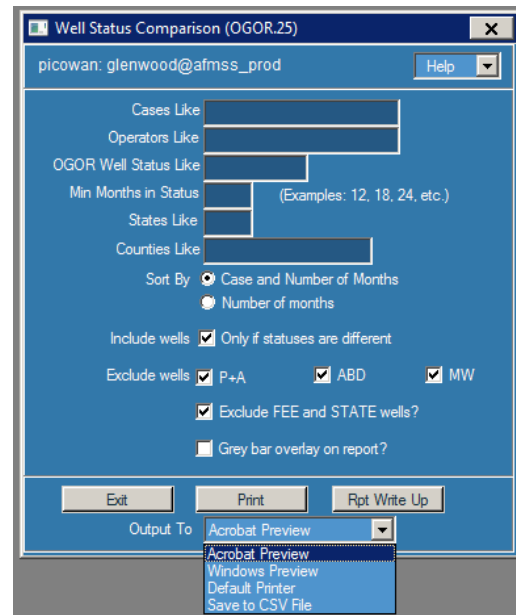 Well Status Comparison (OGOR.25)
picowan: glenwood@afmss_prod Help
Cases Like
Operators Like
OGOR Well Status Like
Min Months in Status (Examples: 12, 18, 24, etc.)
States Like
Counties Like
Sort By Case and Number of Months
Number of months
Include wells Only if statuses are different
Exclude wells P+A ABD MW
Exclude FEE and STATE wells?
Grey bar overlay on report?
Exit Print Rpt Write Up
Output To Acrobat Preview
Acrobat Preview
Windows Preview
Default Printer
Save to CSV File